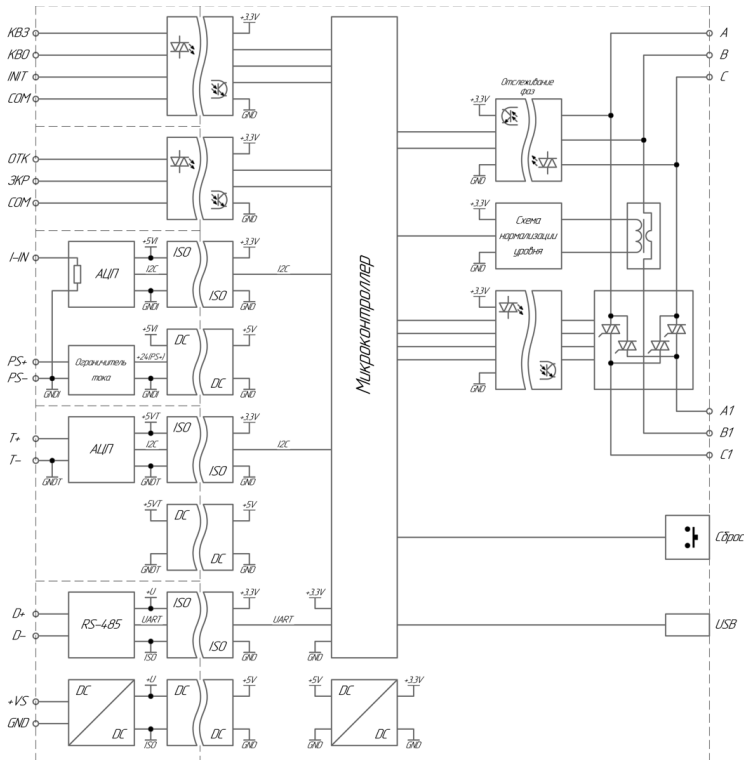 КВЗ
КВО
INIT
COM
+3.3V
GND
ОТК
ЗКР
COM
+3.3V
GND
I-IN
АЦП
+5VI
I2C
GNDI
ISO
ISO
+3.3V
GND
I2C
PS+
PS-
GNDI
Ограничитель
тока
+5VI
+24(PS+)
GNDI
DC
DC
+5V
GND
T+
T-
GNDT
АЦП
+5VT
I2C
GNDT
ISO
ISO
+3.3V
GND
I2C
+5VT
GNDT
DC
DC
+5V
GND
D+
D-
RS-485
+U
UART
ISO
ISO
ISO
+3.3V
GND
UART
+3.3V
GND
+VS
GND
DC
DC
+U
ISO
DC
DC
+5V
GND
+5V
GND
DC
DC
+3.3V
GND
Микроконтроллер
Отслеживание
фаз
+3.3V
GND
+3.3V
GND
Схема
нормализации
уровня
+3.3V
GND
A
B
C
A1
B1
C1
Сброс
USB